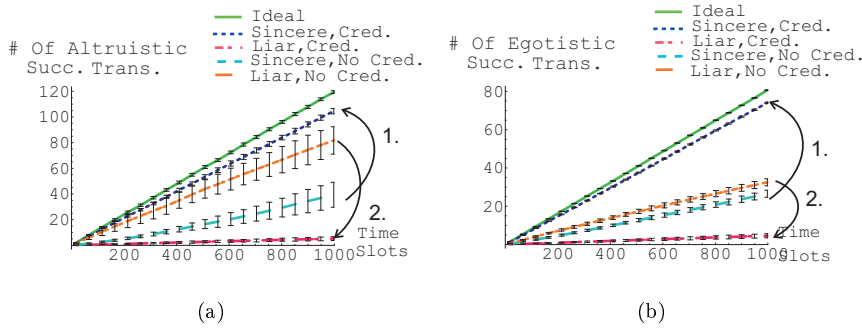 Ideal
Sincere,Cred.
Liar,Cred.
Sincere,No Cred.
Liar,No Cred.
# Of Altruistic
Succ. Trans.
120
100
80
60
40
20
200
400
600
800
1000
Time
Slots
1.
2.
(a)
Ideal
Sincere,Cred.
Liar,Cred.
Sincere,No Cred.
Liar,No Cred.
# Of Egotistic
Succ. Trans.
80
60
40
20
200
400
600
800
1000
Time
Slots
1.
2.
(b)